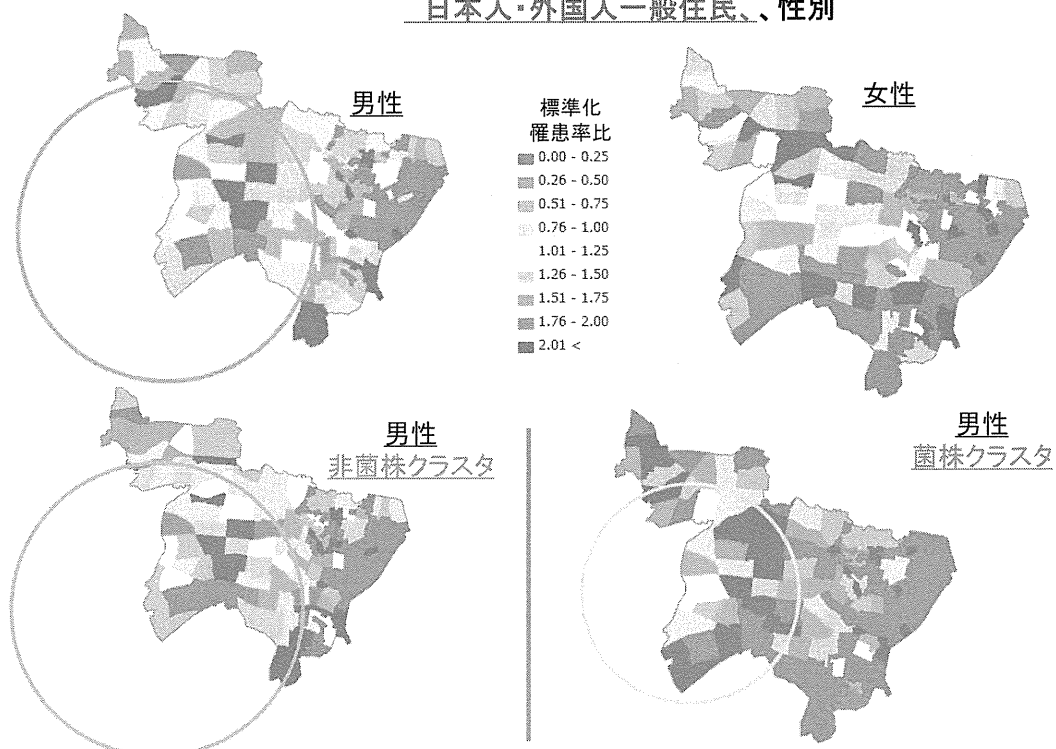 日本人・外国人一般住民、、性別
男性
女性
標準化
罹患率比
0.00 - 0.25
0.26 - 0.50
0.51 - 0.75
0.76 - 1.00
1.01 - 1.25
1.26 - 1.50
1.51 - 1.75
1.76 - 2.00
2.01 <
男性
非菌株クラスタ
男性
菌株クラスタ